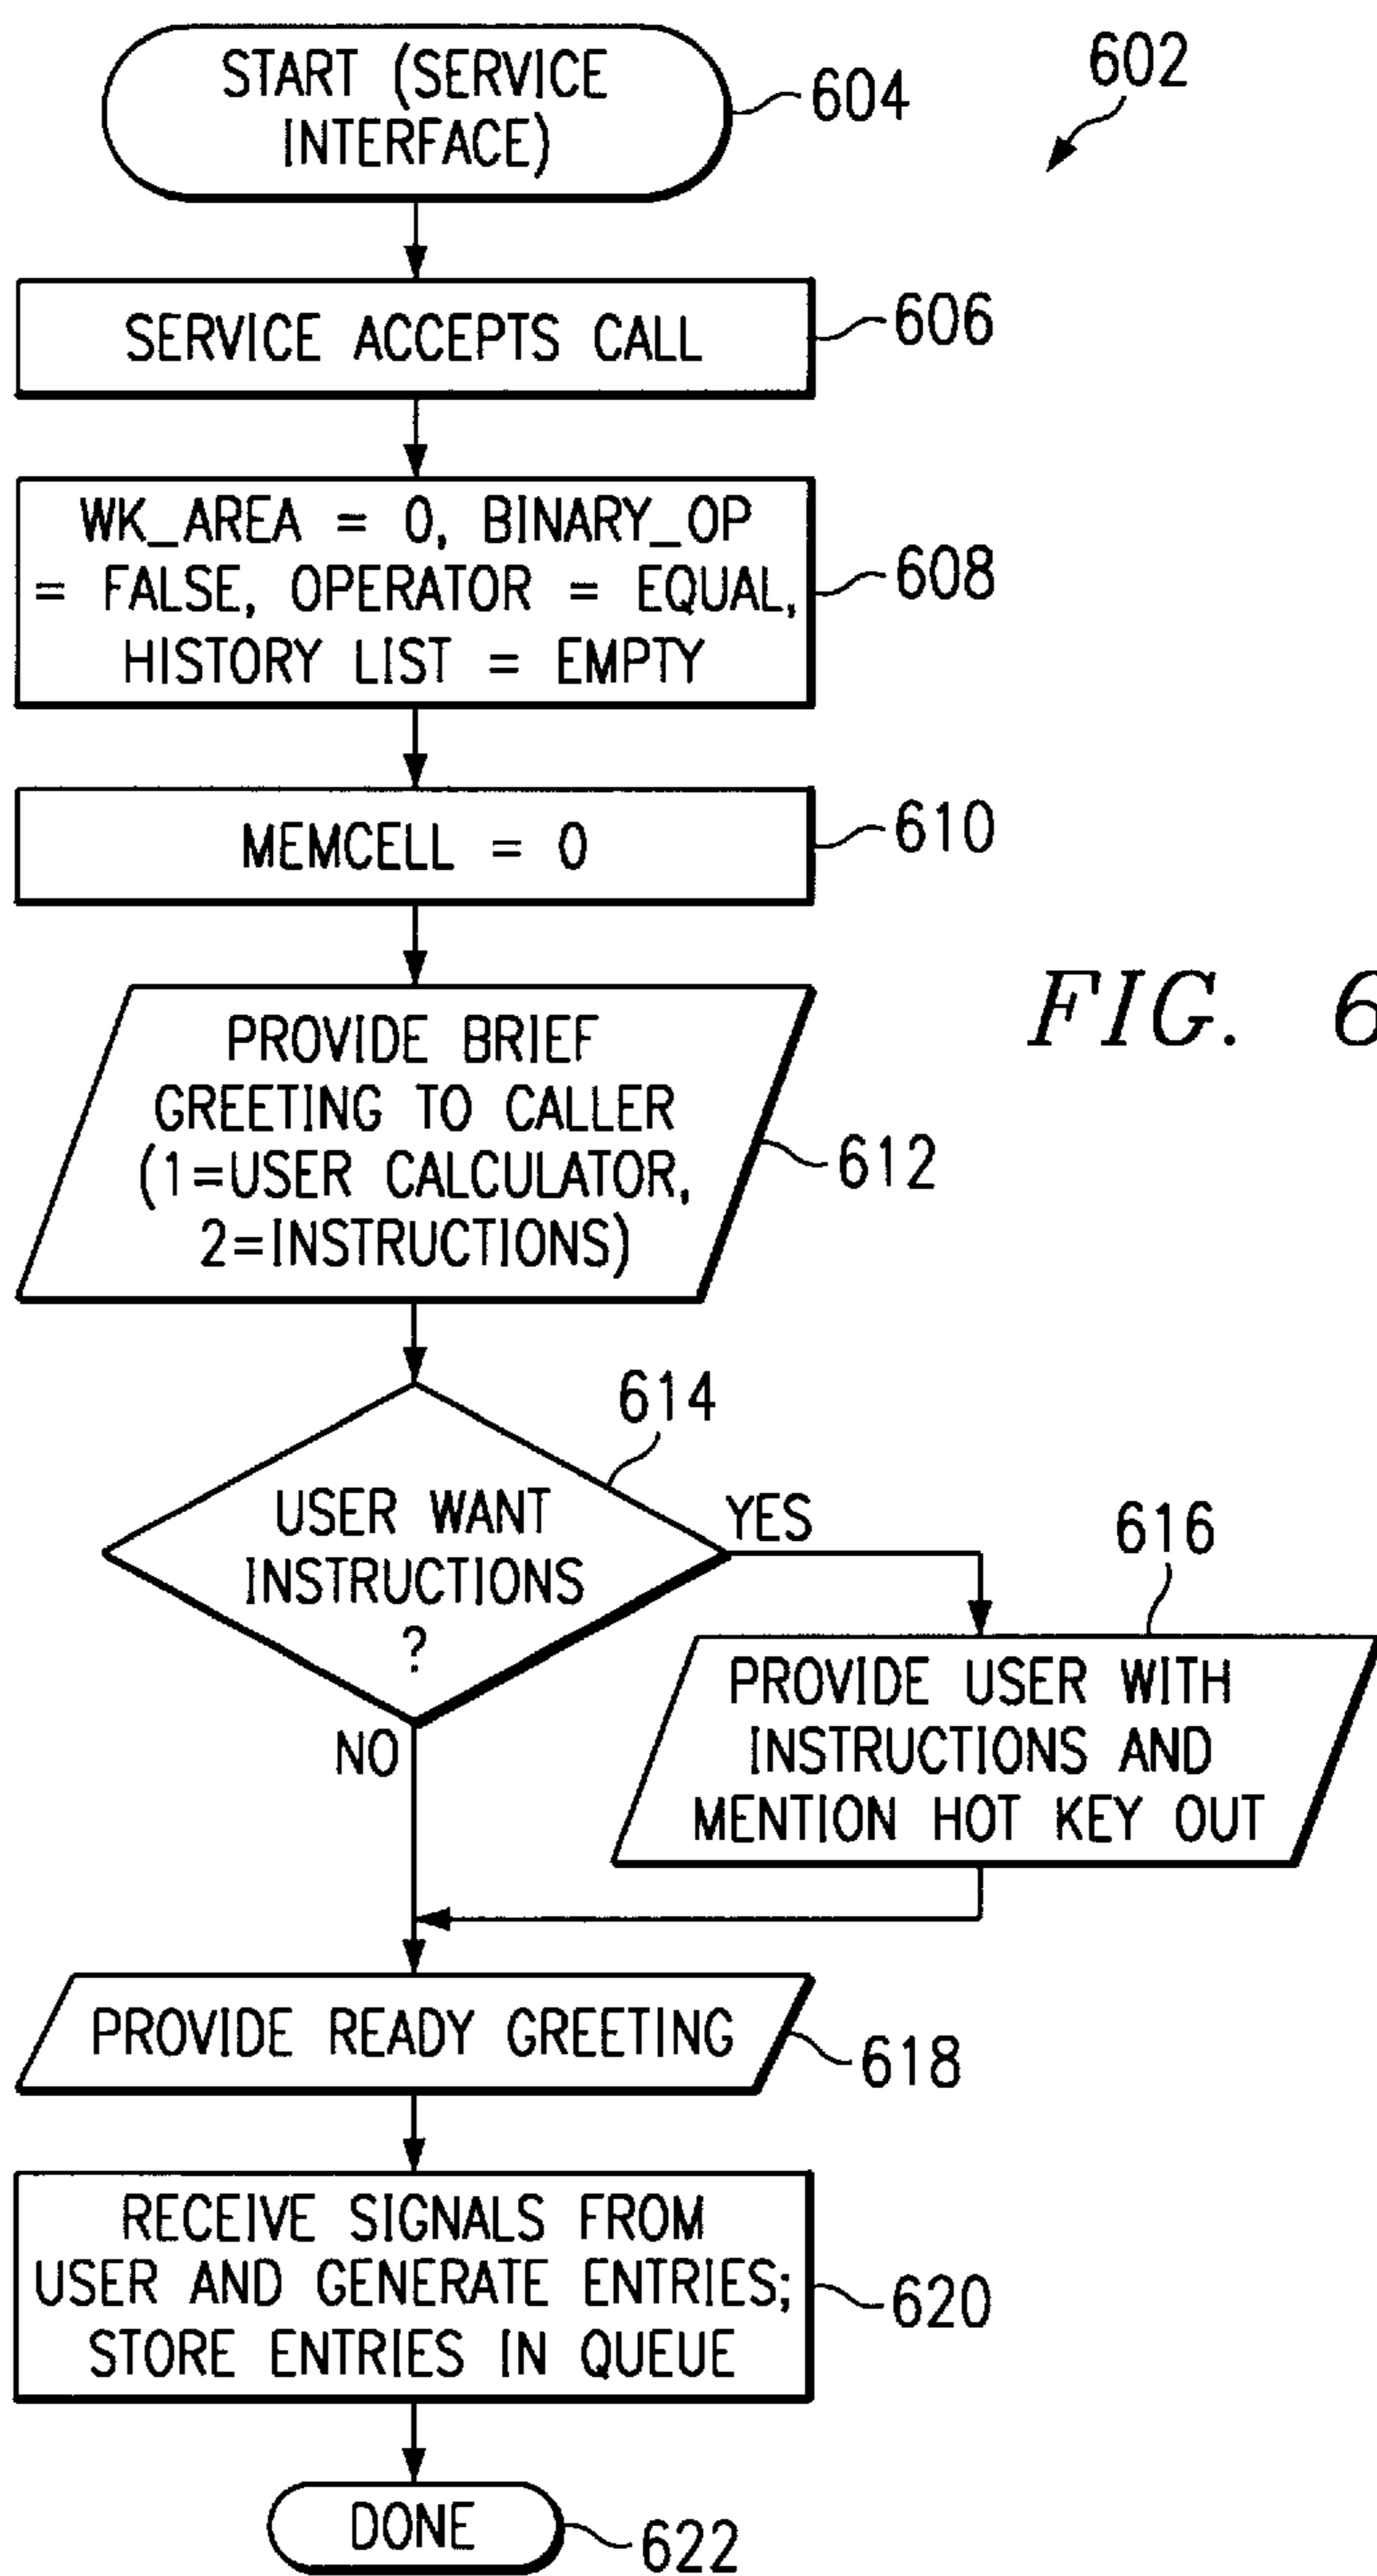 START (SERVICE
INTERFACE)
604
602
SERVICE ACCEPTS CALL
606
WK_AREA = 0, BINARY_OP
= FALSE, OPERATOR = EQUAL,
HISTORY LIST = EMPTY
608
MEMCELL = 0
610
FIG. 6
PROVIDE BRIEF
GREETING TO CALLER
(1=USER CALCULATOR,
2=INSTRUCTIONS)
612
614
USER WANT
INSTRUCTIONS
?
YES
NO
616
PROVIDE USER WITH
INSTRUCTIONS AND
MENTION HOT KEY OUT
PROVIDE READY GREETING
618
RECEIVE SIGNALS FROM
USER AND GENERATE ENTRIES;
STORE ENTRIES IN QUEUE
620
DONE
622